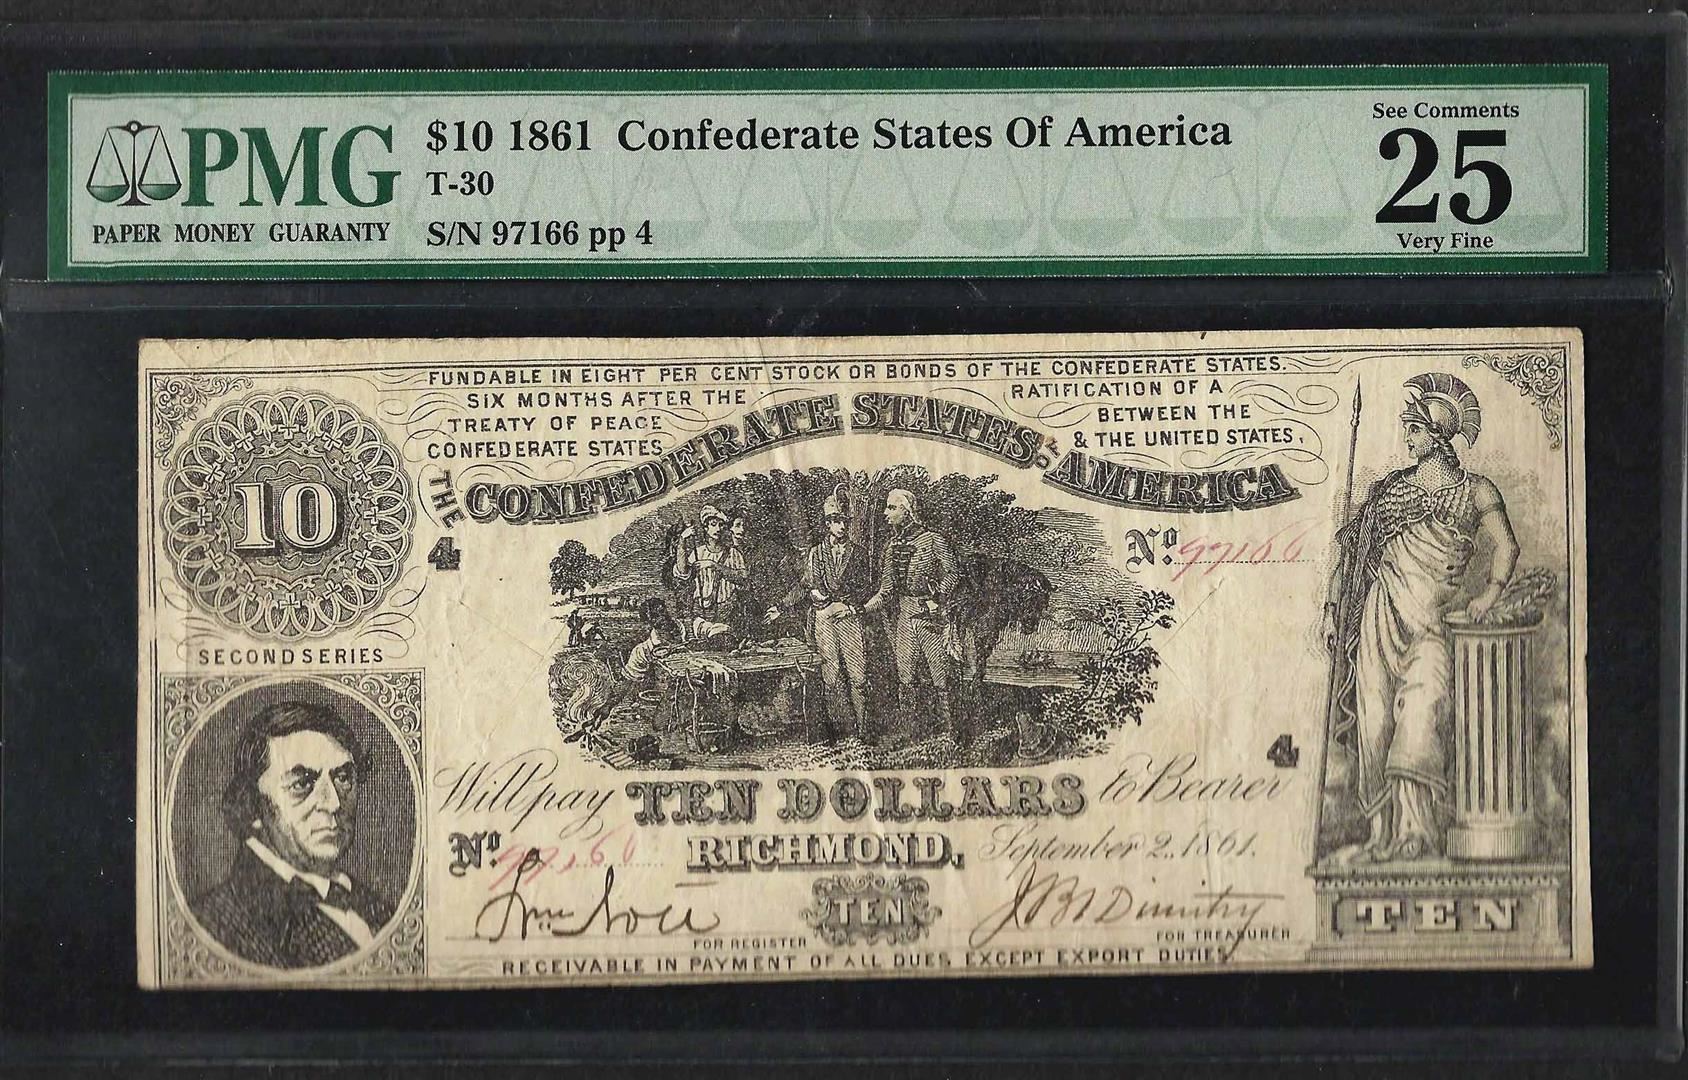 PMG
PAPER MONEY GUARANTY
$10 1861 Confederate States Of America
T-30
S/N 97166 pp 4
See Comments
25
Very Fine
FUNDABLE IN EIGHT PER CENT STOCK OR BONDS OF THE CONFEDERATE STATES.
SIX MONTHS AFTER THE RATIFICATION OF A
TREATY OF PEACE BETWEEN THE
CONFEDERATE STATES & THE UNITED STATES,
THE CONFEDERATE STATES OF AMERICA
10
4
No. 97166
SECOND SERIES
4
Will pay TEN DOLLARS to Bearer
No. 97166 RICHMOND, September 2, 1861.
TEN
J B Dimitry
TEN
FOR REGISTER
FOR TREASURER
RECEIVABLE IN PAYMENT OF ALL DUES EXCEPT EXPORT DUTIES.